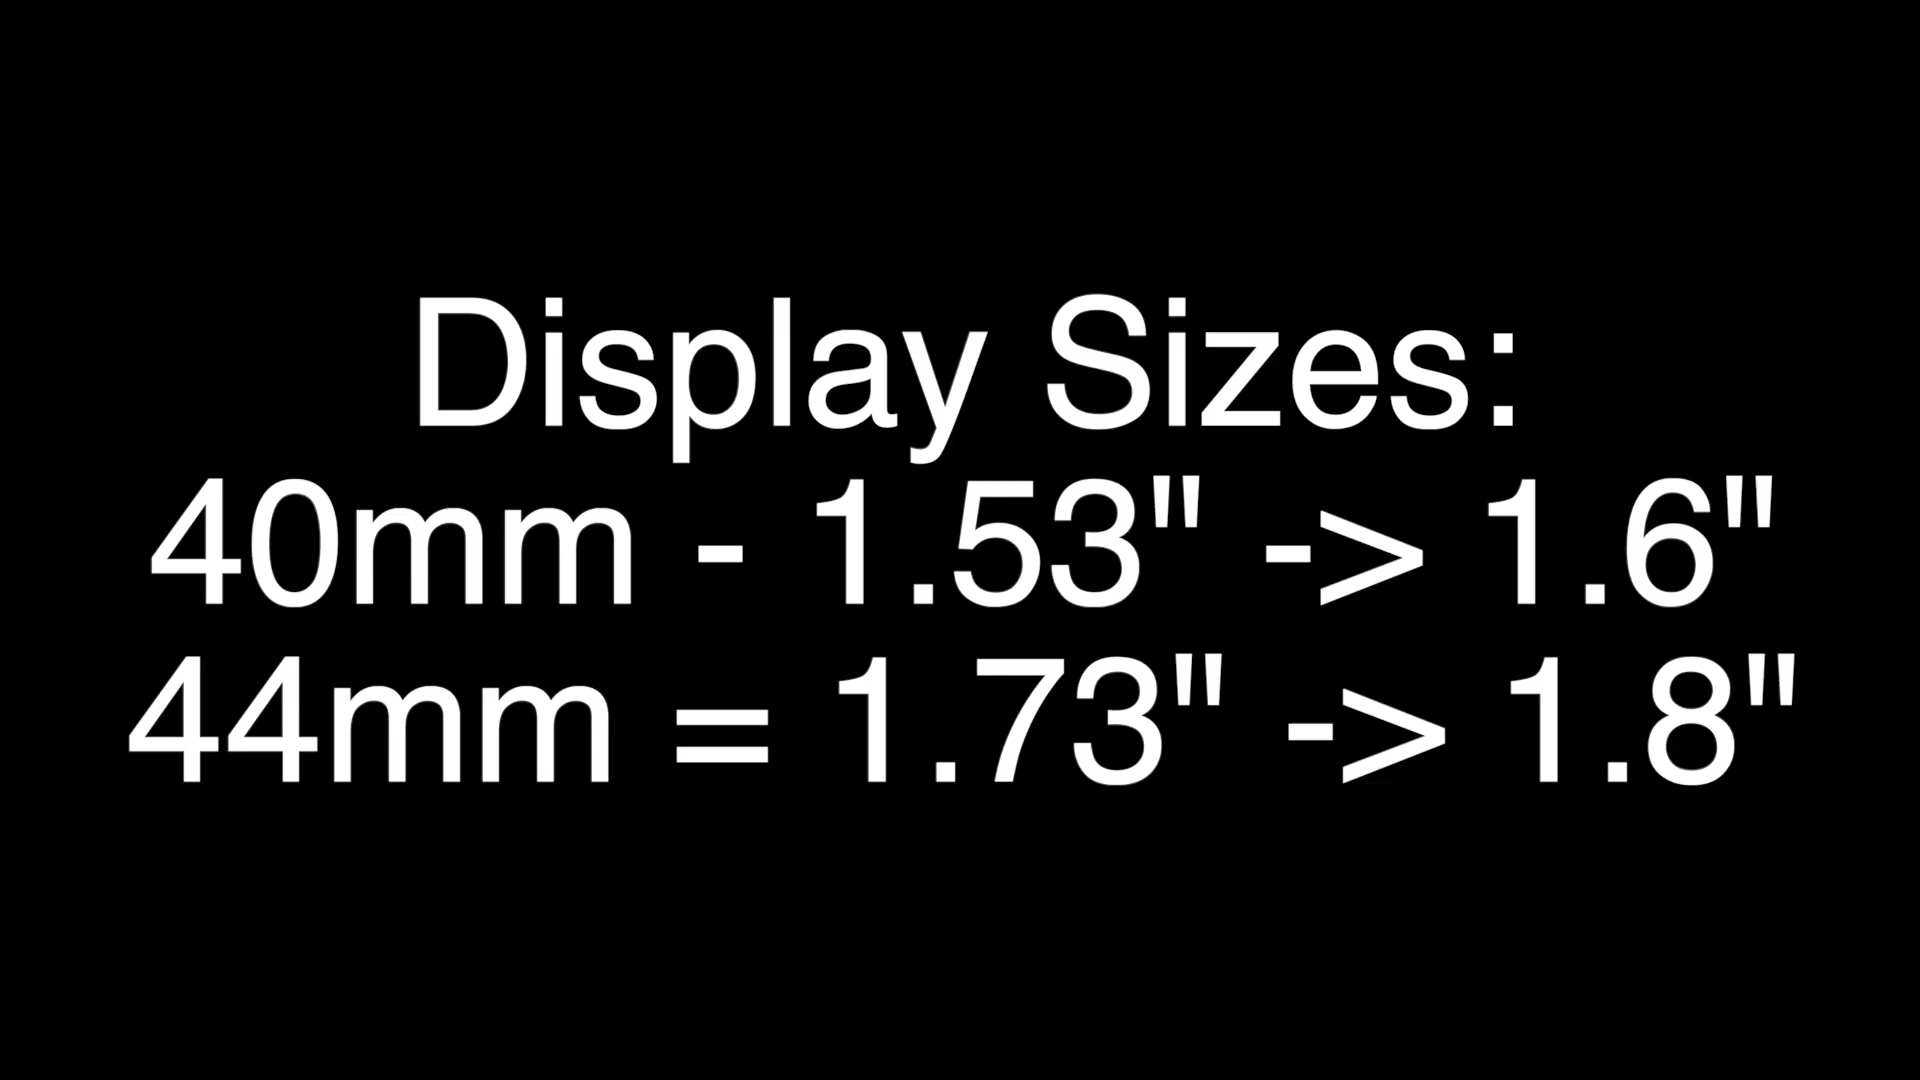 Display Sizes:
40mm - 1.53" -> 1.6"
44mm = 1.73" -> 1.8"